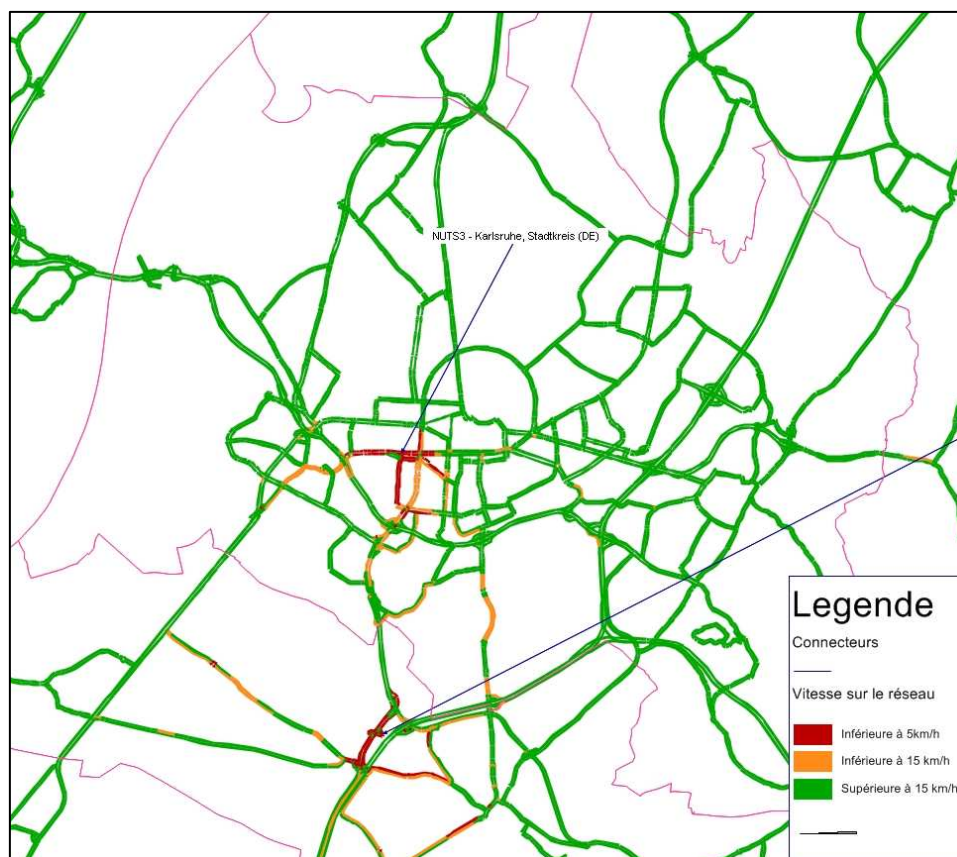 NUTS3 - Karlsruhe, Stadtkreis (DE)
Legende
Connecteurs
Vitesse sur le réseau
Inférieure à 5km/h
Inférieure à 15 km/h
Supérieure à 15 km/h